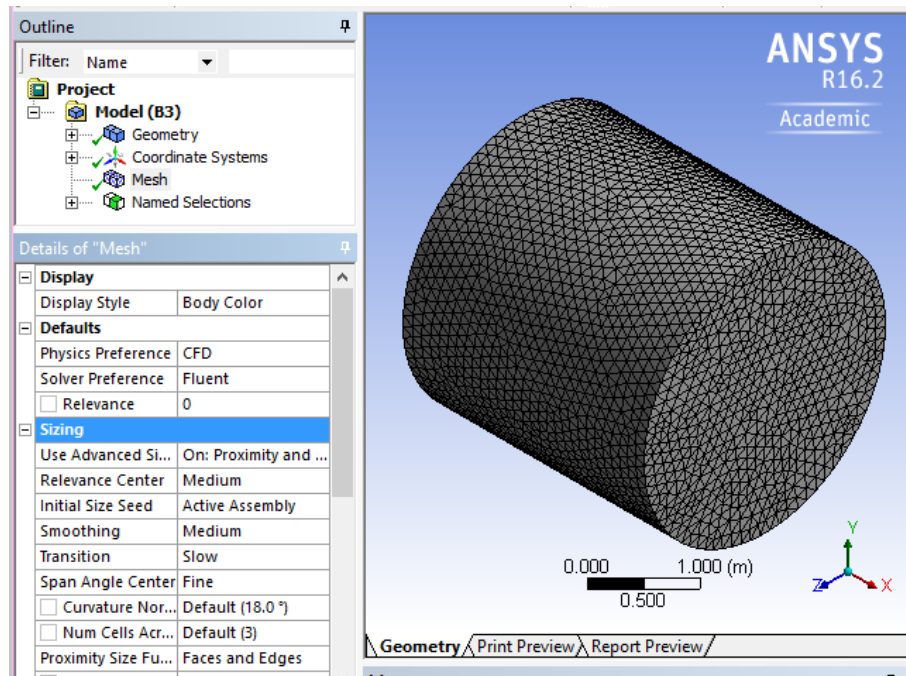 Outline
Filter: Name
Project
Model (B3)
Geometry
Coordinate Systems
Mesh
Named Selections
Details of "Mesh"
Display
Display Style Body Color
Defaults
Physics Preference CFD
Solver Preference Fluent
Relevance 0
Sizing
Use Advanced Si... On: Proximity and ...
Relevance Center Medium
Initial Size Seed Active Assembly
Smoothing Medium
Transition Slow
Span Angle Center Fine
Curvature Nor... Default (18.0 °)
Num Cells Acr... Default (3)
Proximity Size Fu... Faces and Edges
ANSYS
R16.2
Academic
0.000 1.000 (m)
0.500
Y
Z X
Geometry Print Preview Report Preview